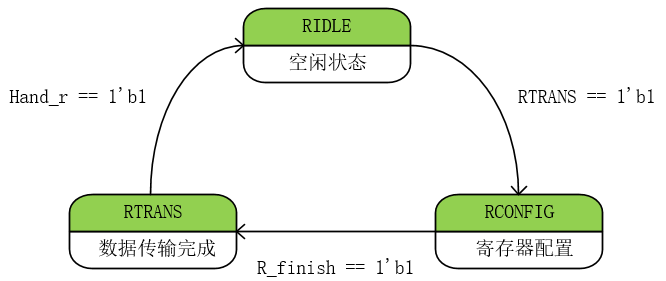 RIDLE
空闲状态
Hand_r == 1'b1
RTRANS == 1'b1
RTRANS
数据传输完成
RCONFIG
寄存器配置
R_finish == 1'b1